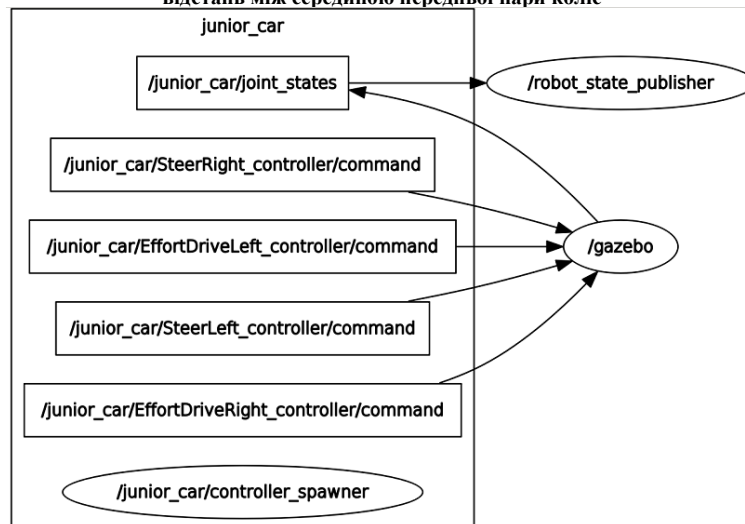 відстань між серединою передньої пари коліс
junior_car
/junior_car/joint_states
/robot_state_publisher
/junior_car/SteerRight_controller/command
/junior_car/EffortDriveLeft_controller/command
/gazebo
/junior_car/SteerLeft_controller/command
/junior_car/EffortDriveRight_controller/command
/junior_car/controller_spawner